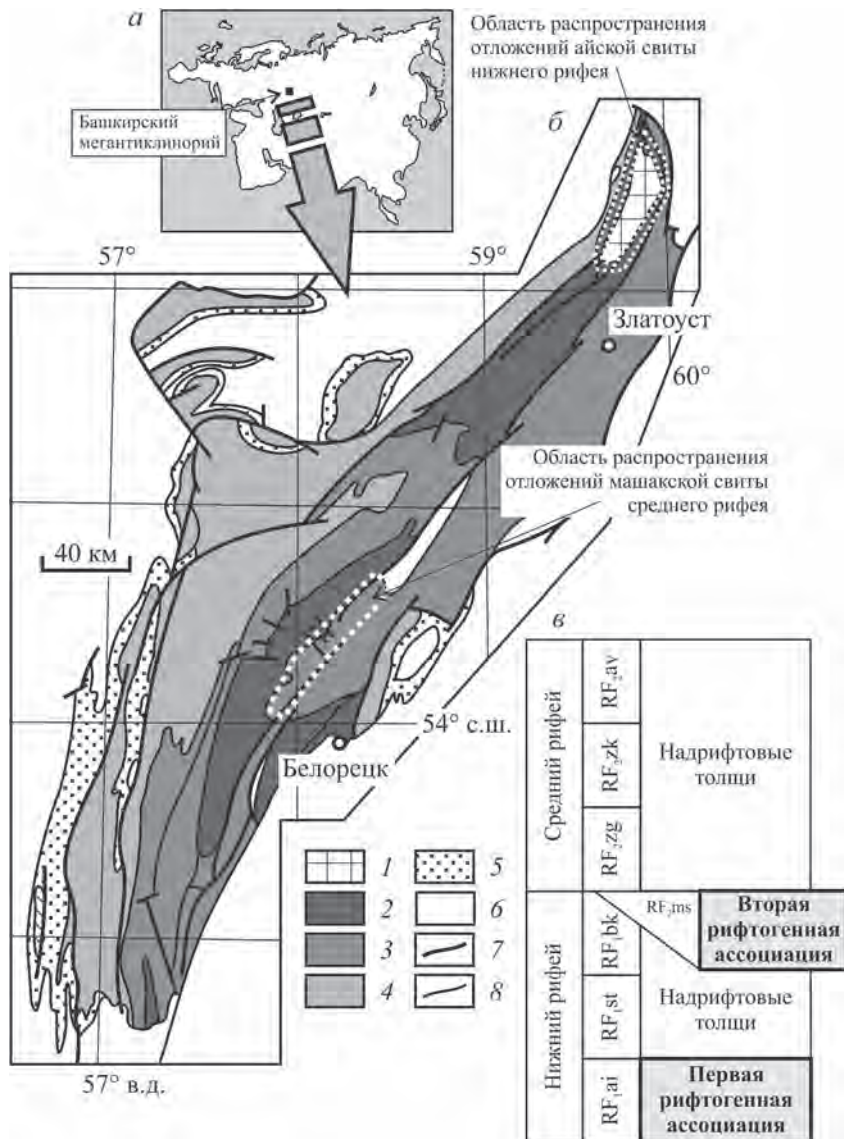 а
Область распространения
отложений айской свиты
нижнего рифея
Башкирский
мегантиклинорий
б
57°
59°
Златоуст
60°
Область распространения
отложений машакской свиты
среднего рифея
40 км
в
54° с.ш.
Белорецк
57° в.д.
1
2
3
4
5
6
7
8
Средний рифей
RF₂av
RF₂zk
RF₂zg
Надрифтовые
толщи
RF₂ms
Вторая
рифтогенная
ассоциация
Нижний рифей
RF₁bk
RF₁st
RF₁ai
Надрифтовые
толщи
Первая
рифтогенная
ассоциация